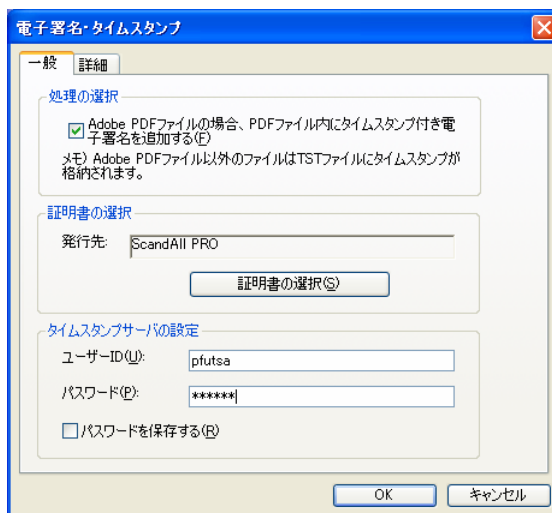 電子署名・タイムスタンプ
一般 詳細
処理の選択
Adobe PDFファイルの場合、PDFファイル内にタイムスタンプ付き電
子署名を追加する(F)
メモ) Adobe PDFファイル以外のファイルはTSTファイルにタイムスタンプが
格納されます。
証明書の選択
発行先: ScandAll PRO
証明書の選択(S)
タイムスタンプサーバの設定
ユーザーID(U): pfutsa
パスワード(P): ******
パスワードを保存する(R)
OK キャンセル